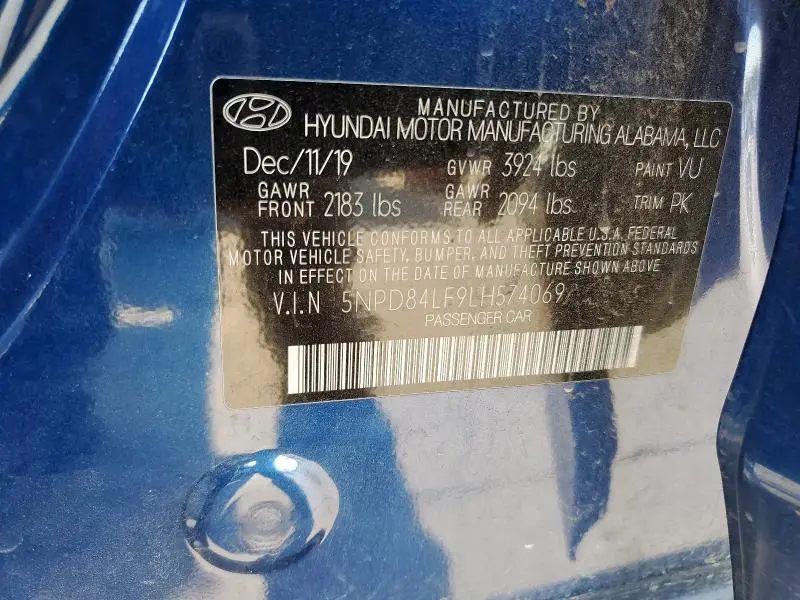 MANUFACTURED BY
HYUNDAI MOTOR MANUFACTURING ALABAMA, LLC
Dec/11/19 GVWR 3924 lbs PAINT VU
GAWR FRONT 2183 lbs GAWR REAR 2094 lbs TRIM PK
THIS VEHICLE CONFORMS TO ALL APPLICABLE U.S.A. FEDERAL
MOTOR VEHICLE SAFETY, BUMPER, AND THEFT PREVENTION STANDARDS
IN EFFECT ON THE DATE OF MANUFACTURE SHOWN ABOVE
V.I.N 5NPD84LF9LH574069
PASSENGER CAR